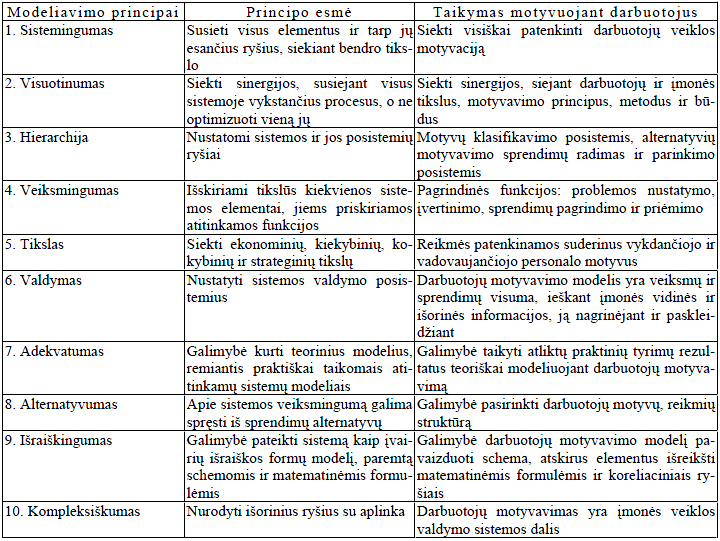 Modeliavimo principai
Principo esmė
Taikymas motyvuojant darbuotojus
1. Sistemingumas
Susieti visus elementus ir tarp jų
esančius ryšius, siekiant bendro tiks-
lo
Siekti visiškai patenkinti darbuotojų veiklos
motyvaciją
2. Visuotinumas
Siekti sinergijos, susiejant visus
sistemoje vykstančius procesus, o ne
optimizuoti vieną jų
Siekti sinergijos, siejant darbuotojų ir įmonės
tikslus, motyvavimo principus, metodus ir bū-
dus
3. Hierarchija
Nustatomi sistemos ir jos posistemių
ryšiai
Motyvų klasifikavimo posistemis, alternatyvių
motyvavimo sprendimų radimas ir parinkimo
posistemis
4. Veiksmingumas
Išskiriami tikslūs kiekvienos siste-
mos elementai, jiems priskiriamos
atitinkamos funkcijos
Pagrindinės funkcijos: problemos nustatymo,
įvertinimo, sprendimų pagrindimo ir priėmimo
5. Tikslas
Siekti ekonominių, kiekybinių, ko-
kybinių ir strateginių tikslų
Reikmės patenkinamos suderinus vykdančiojo ir
vadovaujančiojo personalo motyvus
6. Valdymas
Nustatyti sistemos valdymo posis-
temius
Darbuotojų motyvavimo modelis yra veiksmų ir
sprendimų visuma, ieškant įmonės vidinės ir
išorinės informacijos, ją nagrinėjant ir paskleid-
džiant
7. Adekvatumas
Galimybė kurti teorinius modelius,
remiantis praktiškai taikomais ati-
tinkamų sistemų modeliais
Galimybė taikyti atliktų praktinių tyrimų rezul-
tatus teoriškai modeliuojant darbuotojų motyva-
vimą
8. Alternatyvumas
Apie sistemos veiksmingumą galima
spręsti iš sprendimų alternatyvų
Galimybė pasirinkti darbuotojų motyvų, reikmių
struktūrą
9. Išraiškingumas
Galimybė pateikti sistemą kaip įvai-
rių išraiškos formų modelį, paremtą
schemomis ir matematinėmis formu-
lėmis
Galimybė darbuotojų motyvavimo modelį pa-
vaizduoti schema, atskirus elementus išreikšti
matematinėmis formulėmis ir koreliaciniais ry-
šiais
10. Kompleksiškumas
Nurodyti išorinius ryšius su aplinka
Darbuotojų motyvavimas yra įmonės veiklos
valdymo sistemos dalis